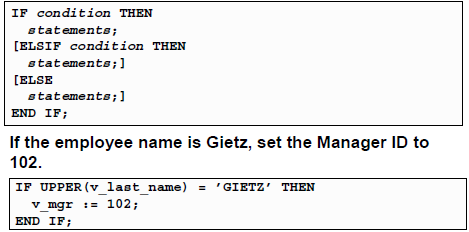 IF condition THEN
statements;
[ELSIF condition THEN
statements;]
[ELSE
statements;]
END IF;
If the employee name is Gietz, set the Manager ID to
102.
IF UPPER(v_last_name) = ’GIETZ’ THEN
v_mgr := 102;
END IF;